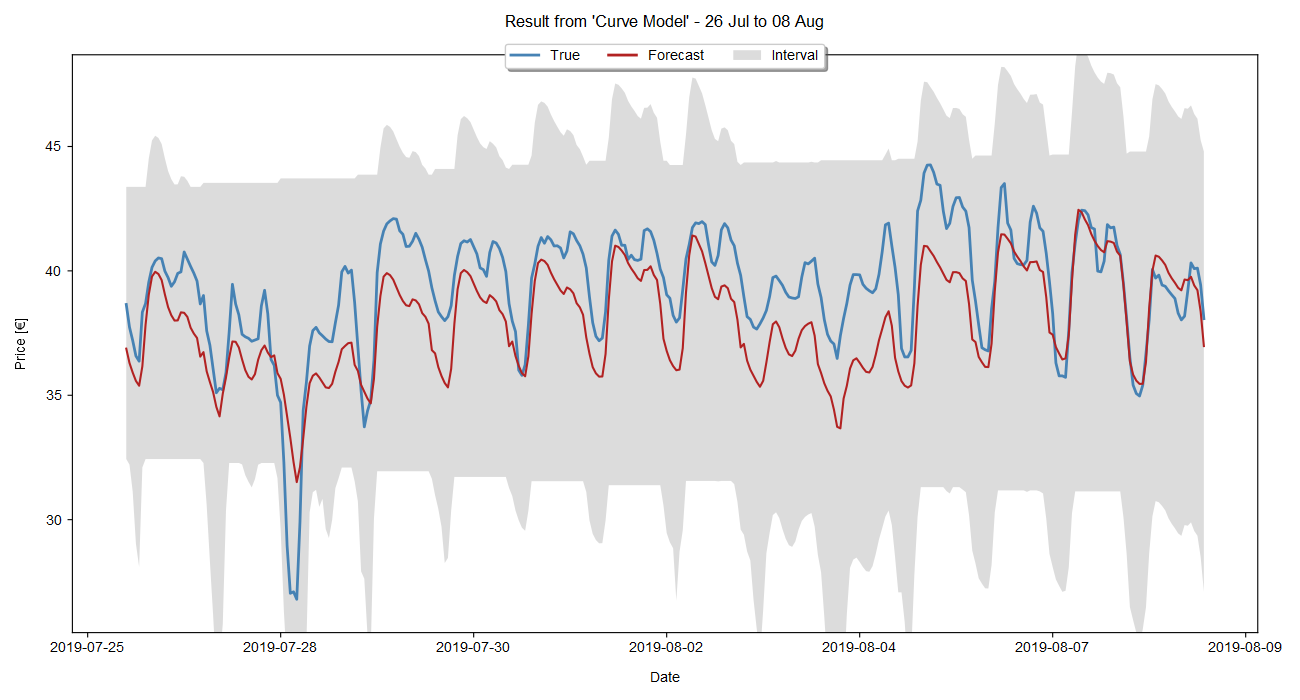 Result from 'Curve Model' - 26 Jul to 08 Aug
True Forecast Interval
45
40
35
30
Price [€]
2019-07-25 2019-07-28 2019-07-30 2019-08-02 2019-08-04 2019-08-07 2019-08-09
Date